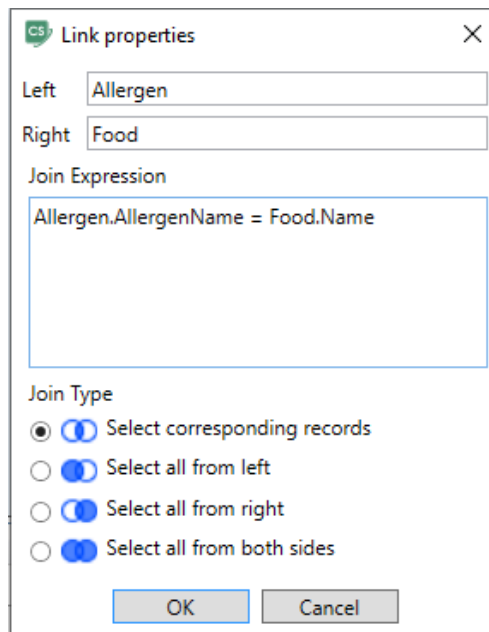 CS Link properties
Left Allergen
Right Food
Join Expression
Allergen.AllergenName = Food.Name
Join Type
Select corresponding records
Select all from left
Select all from right
Select all from both sides
OK Cancel